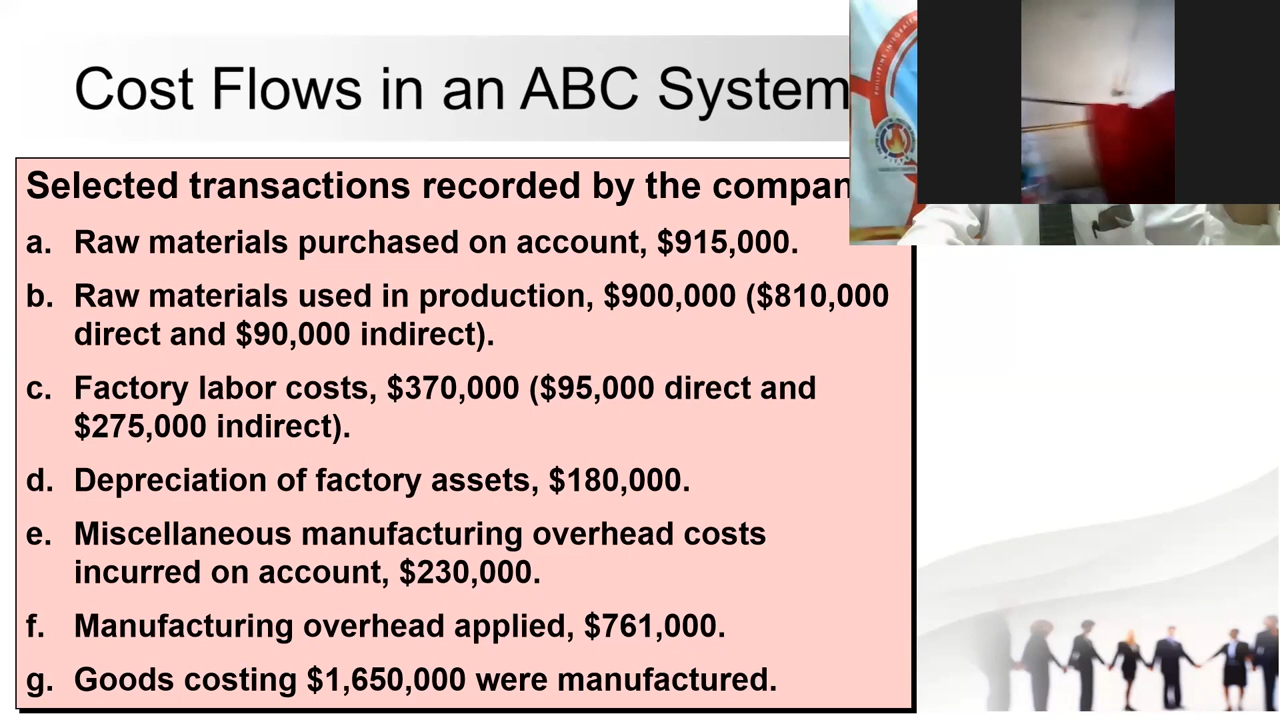 Cost Flows in an ABC System
PHILIPPINE INTEGRATED
Selected transactions recorded by the compan
a. Raw materials purchased on account, $915,000.
b. Raw materials used in production, $900,000 ($810,000
direct and $90,000 indirect).
c. Factory labor costs, $370,000 ($95,000 direct and
$275,000 indirect).
d. Depreciation of factory assets, $180,000.
e. Miscellaneous manufacturing overhead costs
incurred on account, $230,000.
f. Manufacturing overhead applied, $761,000.
g. Goods costing $1,650,000 were manufactured.